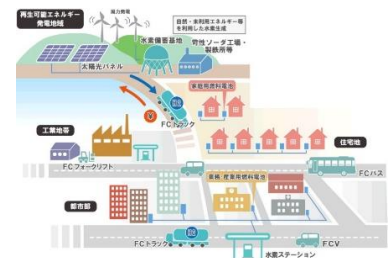 再生可能エネルギー
発電地域
風力発電
自然・未利用エネルギー等
を利用した水素生成
水素備蓄基地
苛性ソーダ工場・
製鉄所等
太陽光パネル
H2
FCトラック
¥
家庭用燃料電池
工業地帯
住宅地
FCフォークリフト
FCバス
業務・産業用燃料電池
都市部
H2
FCトラック
水素ステーション
FCV